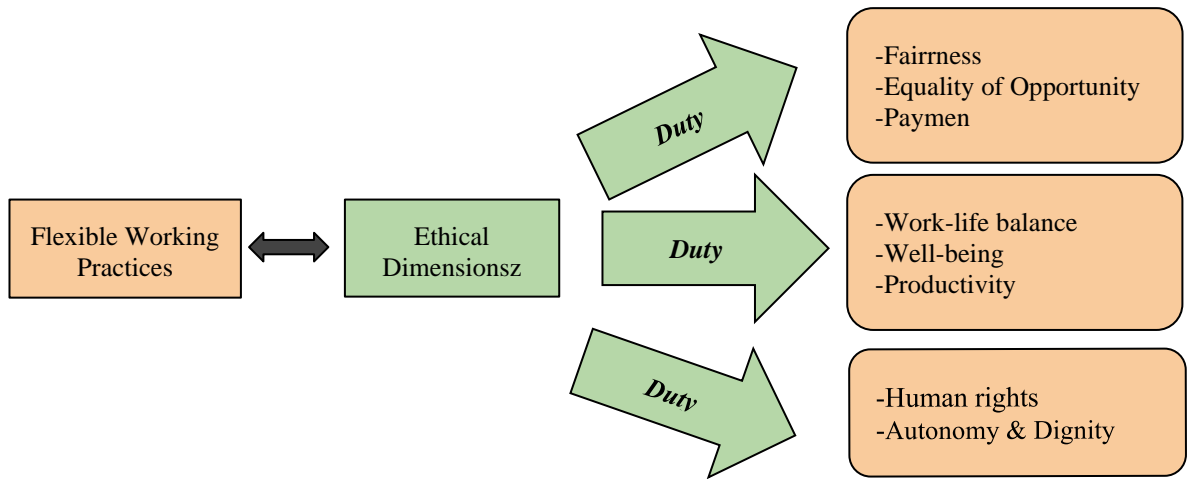 Flexible Working
Practices
Ethical
Dimensionsz
Duty
-Fairrness
-Equality of Opportunity
-Paymen
Duty
-Work-life balance
-Well-being
-Productivity
Duty
-Human rights
-Autonomy & Dignity